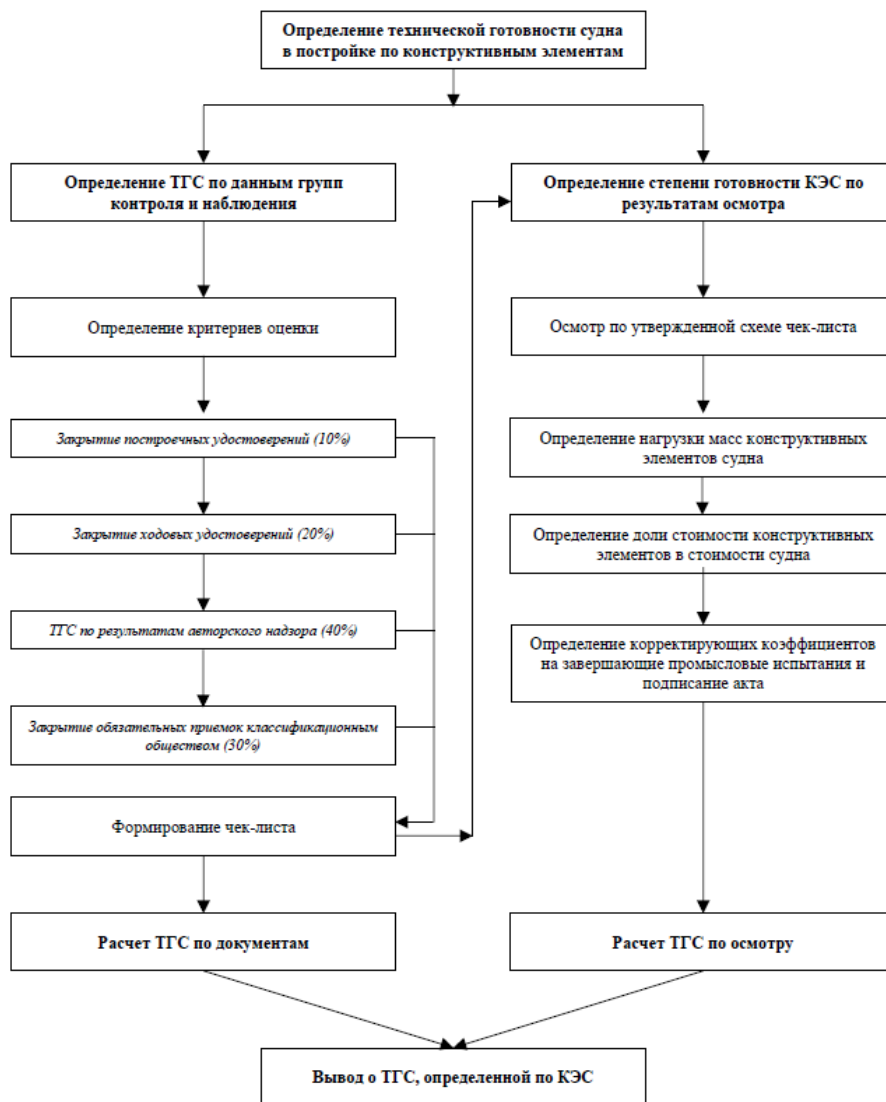 Определение технической готовности судна
в постройке по конструктивным элементам
Определение ТГС по данным групп
контроля и наблюдения
Определение критериев оценки
Закрытие построечных удостоверений (10%)
Закрытие ходовых удостоверений (20%)
ТГС по результатам авторского надзора (40%)
Закрытие обязательных приемок классификационным
обществом (30%)
Формирование чек-листа
Расчет ТГС по документам
Определение степени готовности КЭС по
результатам осмотра
Осмотр по утвержденной схеме чек-листа
Определение нагрузки масс конструктивных
элементов судна
Определение доли стоимости конструктивных
элементов в стоимости судна
Определение корректирующих коэффициентов
на завершающие промысловые испытания и
подписание акта
Расчет ТГС по осмотру
Вывод о ТГС, определенной по КЭС